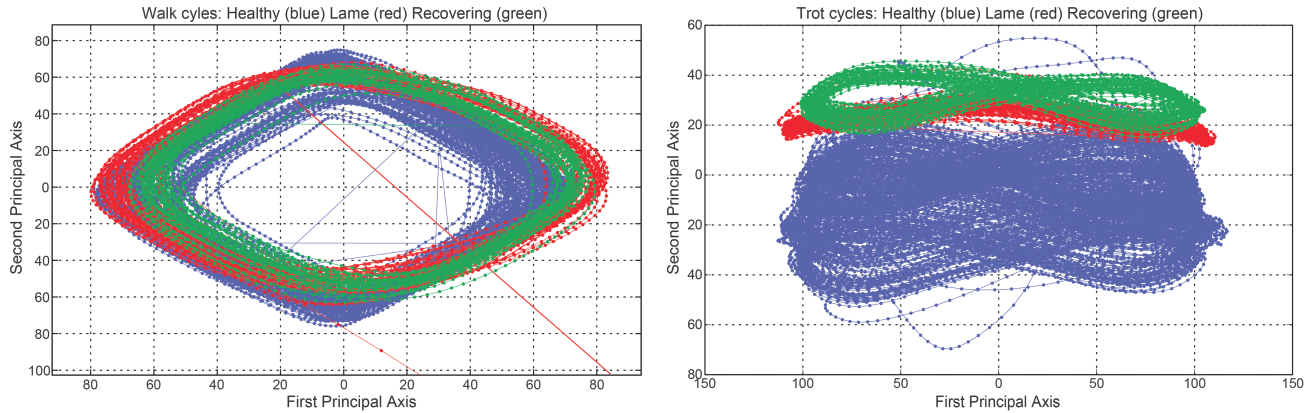 Walk cyles: Healthy (blue) Lame (red) Recovering (green)
80
60
40
20
0
20
40
60
80
100
Second Principal Axis
80 60 40 20 0 20 40 60 80
First Principal Axis
Trot cycles: Healthy (blue) Lame (red) Recovering (green)
60
40
20
0
20
40
60
80
Second Principal Axis
150 100 50 0 50 100 150
First Principal Axis